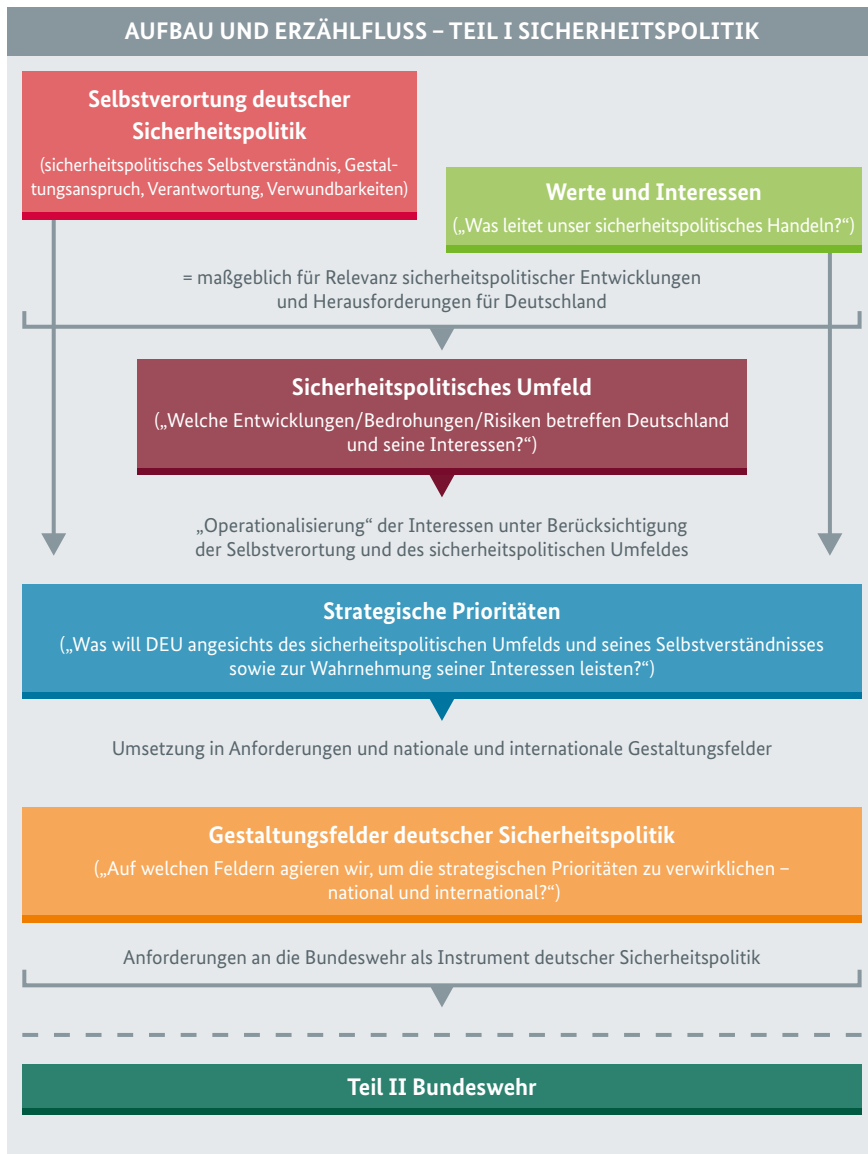 AUFBAU UND ERZÄHLFLUSS – TEIL I SICHERHEITSPOLITIK
Selbstverortung deutscher
Sicherheitspolitik
(sicherheitspolitisches Selbstverständnis, Gestal-
tungsanspruch, Verantwortung, Verwundbarkeiten)
Werte und Interessen
(„Was leitet unser sicherheitspolitisches Handeln?“)
= maßgeblich für Relevanz sicherheitspolitischer Entwicklungen
und Herausforderungen für Deutschland
Sicherheitspolitisches Umfeld
(„Welche Entwicklungen/Bedrohungen/Risiken betreffen Deutschland
und seine Interessen?“)
„Operationalisierung“ der Interessen unter Berücksichtigung
der Selbstverortung und des sicherheitspolitischen Umfeldes
Strategische Prioritäten
(„Was will DEU angesichts des sicherheitspolitischen Umfelds und seines Selbstverständnisses
sowie zur Wahrnehmung seiner Interessen leisten?“)
Umsetzung in Anforderungen und nationale und internationale Gestaltungsfelder
Gestaltungsfelder deutscher Sicherheitspolitik
(„Auf welchen Feldern agieren wir, um die strategischen Prioritäten zu verwirklichen –
national und international?“)
Anforderungen an die Bundeswehr als Instrument deutscher Sicherheitspolitik
Teil II Bundeswehr